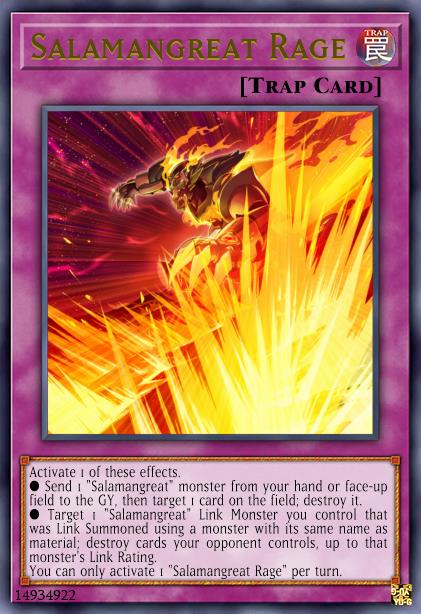 Salamangreat Rage
TRAP
罠
[Trap Card]
Activate 1 of these effects.
● Send 1 "Salamangreat" monster from your hand or face-up
field to the GY, then target 1 card on the field; destroy it.
● Target 1 "Salamangreat" Link Monster you control that
was Link Summoned using a monster with its same name as
material; destroy cards your opponent controls, up to that
monster's Link Rating.
You can only activate 1 "Salamangreat Rage" per turn.
14934922